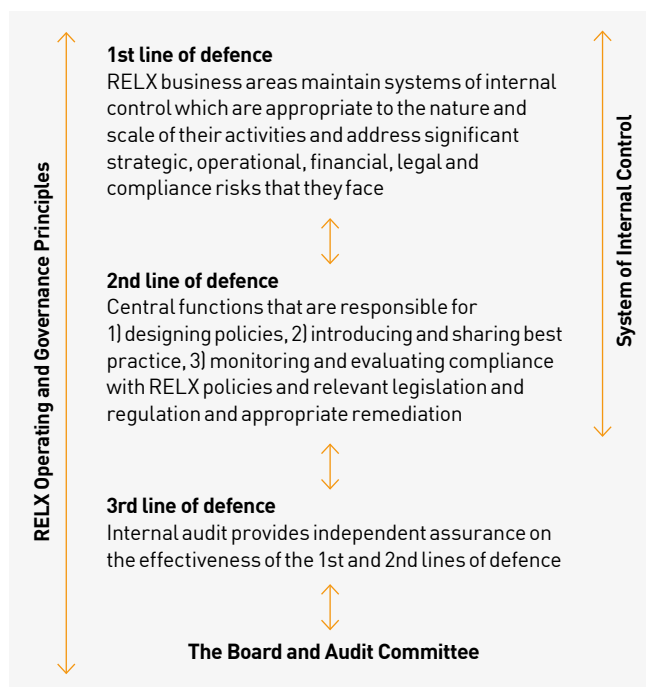 1st line of defence
RELX business areas maintain systems of internal
control which are appropriate to the nature and
scale of their activities and address significant
strategic, operational, financial, legal and
compliance risks that they face
2nd line of defence
Central functions that are responsible for
1) designing policies, 2) introducing and sharing best
practice, 3) monitoring and evaluating compliance
with RELX policies and relevant legislation and
regulation and appropriate remediation
3rd line of defence
Internal audit provides independent assurance on
the effectiveness of the 1st and 2nd lines of defence
The Board and Audit Committee
RELX Operating and Governance Principles
System of Internal Control